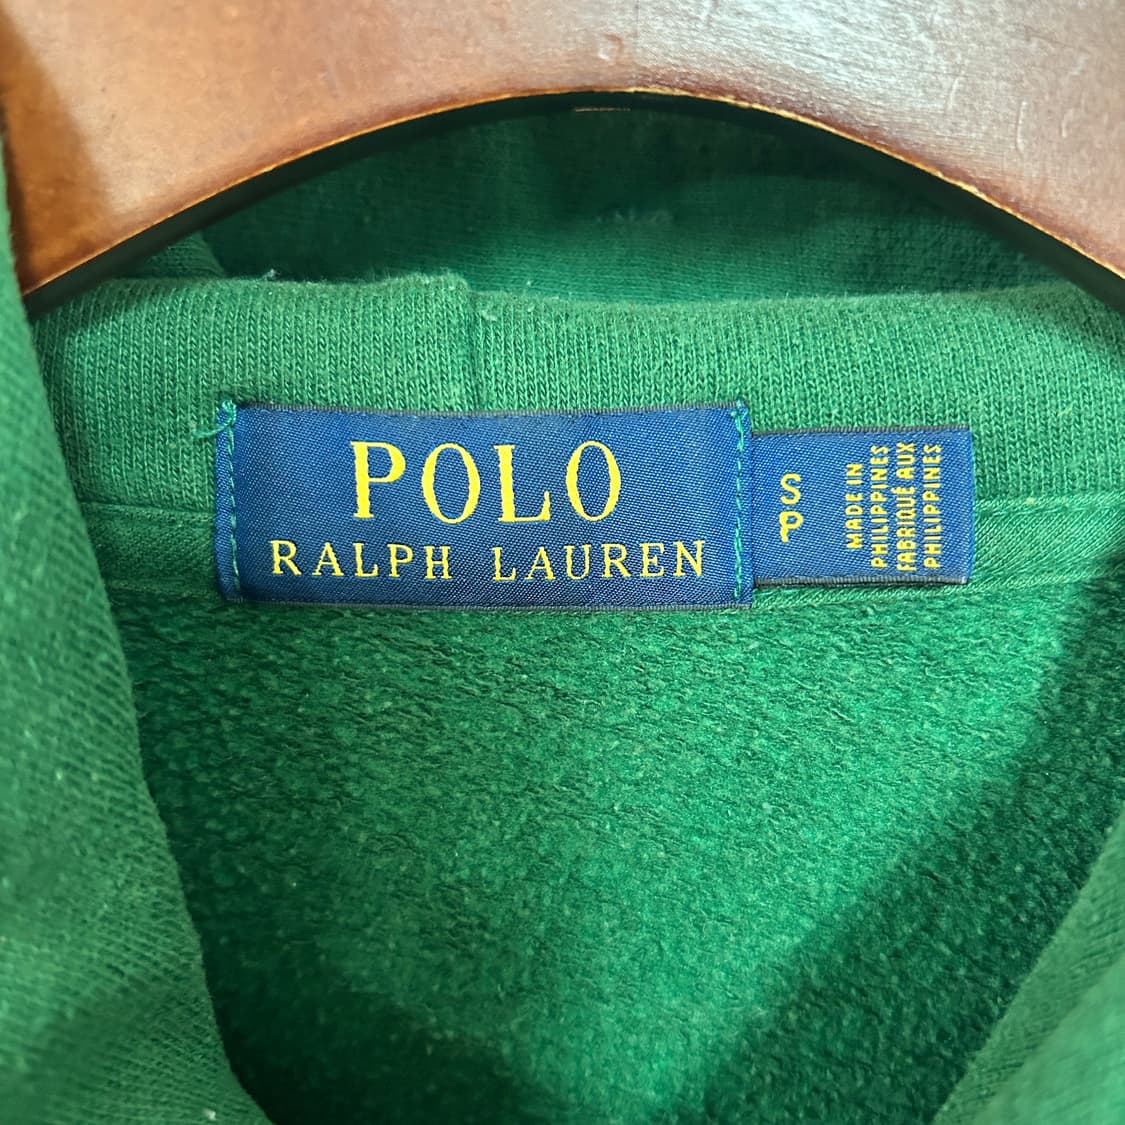 POLO
RALPH LAUREN
S
P
MADE IN
PHILIPPINES
FABRIQUÉ AUX
PHILIPPINES